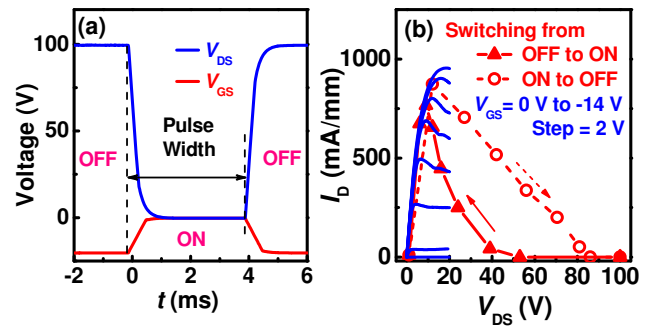 (a)
V_DS
V_GS
Pulse
Width
OFF
OFF
ON
100
50
0
-2 0 2 4 6
Voltage (V)
t (ms)
(b)
Switching from
OFF to ON
ON to OFF
V_GS= 0 V to -14 V
Step = 2 V
1000
750
500
250
0
0 20 40 60 80 100
I_D (mA/mm)
V_DS (V)